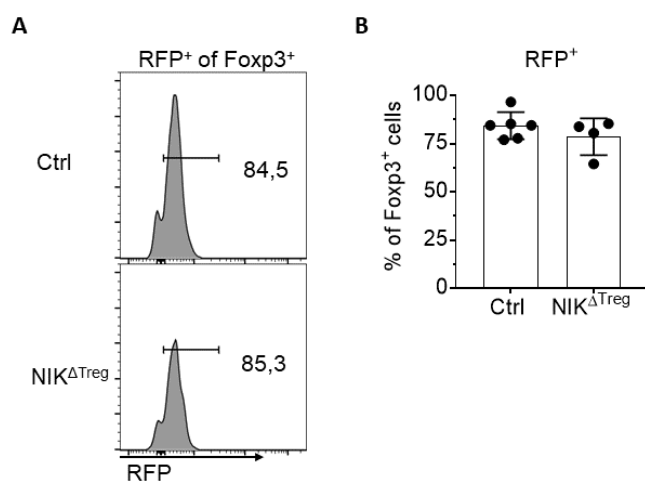 A
RFP⁺ of Foxp3⁺
Ctrl
84,5
NIK^ΔTreg
85,3
RFP
B
RFP⁺
% of Foxp3⁺ cells
100
75
50
25
0
Ctrl
NIK^ΔTreg